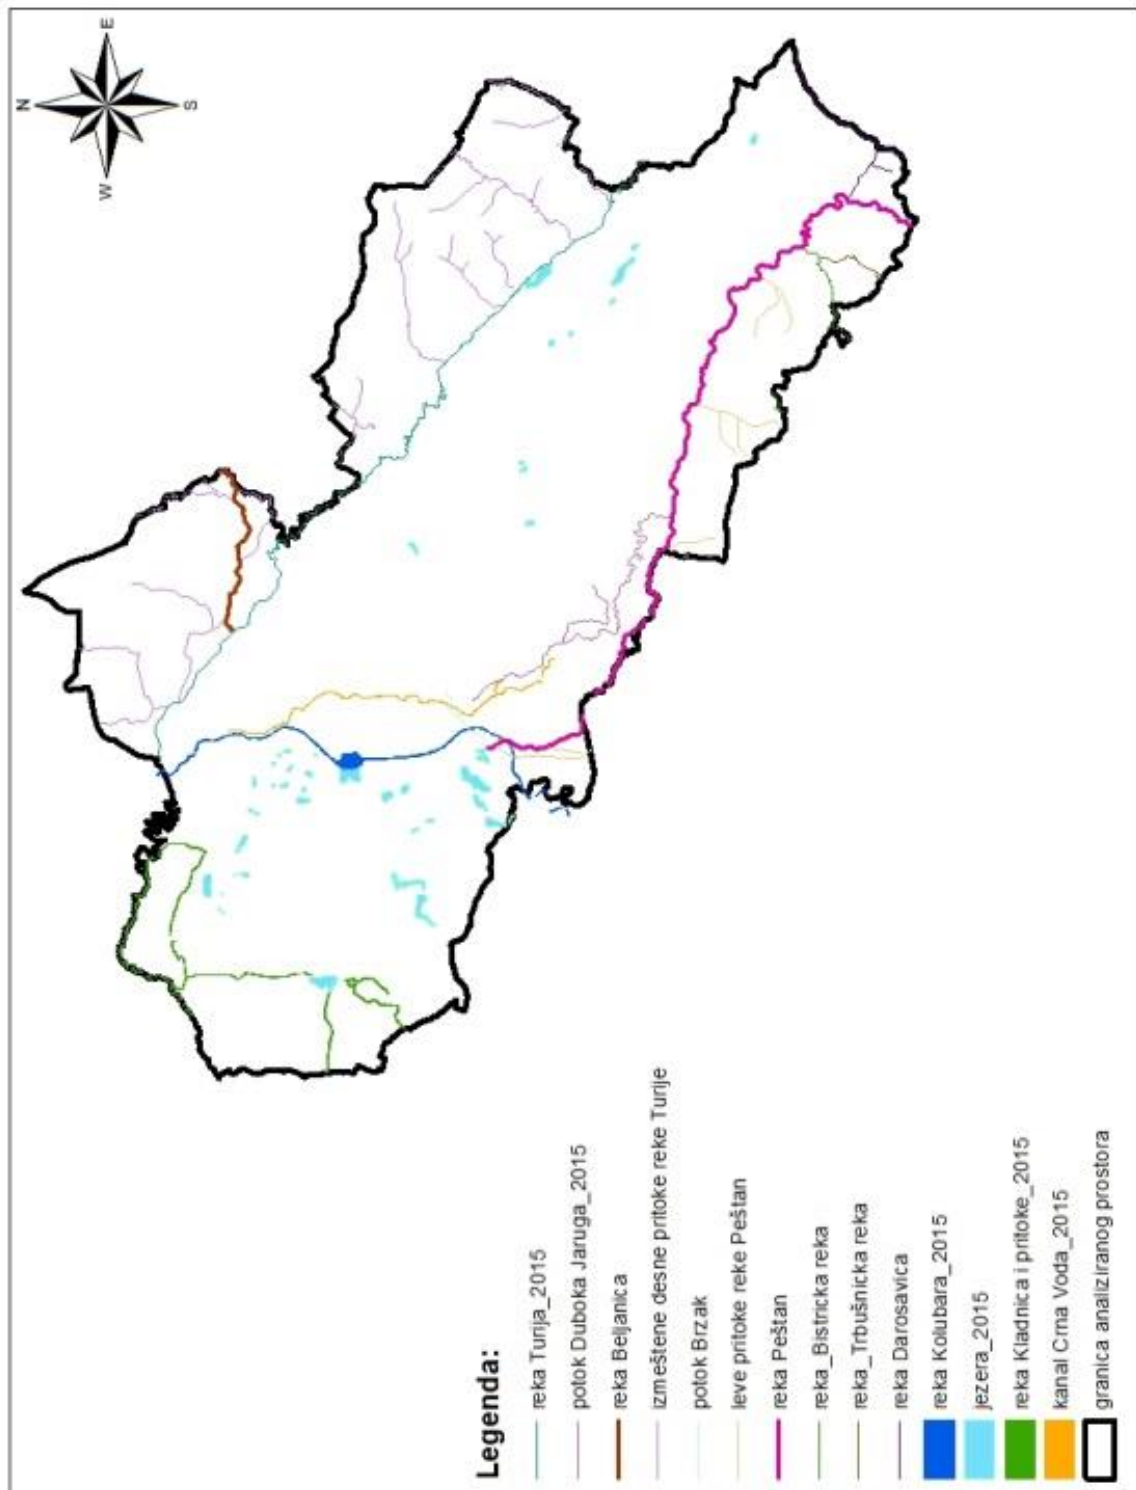 N
E
W
S
Legenda:
reka Turija_2015
potok Duboka Jaruga_2015
reka Beljanica
izmeštene desne pritoke reke Turije
potok Brzak
leve pritoke reke Peštan
reka Peštan
reka_Bistricka reka
reka_Trbušnicka reka
reka Darosavica
reka Kolubara_2015
jezera_2015
reka Kladnica i pritoke_2015
kanal Crna Voda_2015
granica analiziranog prostora